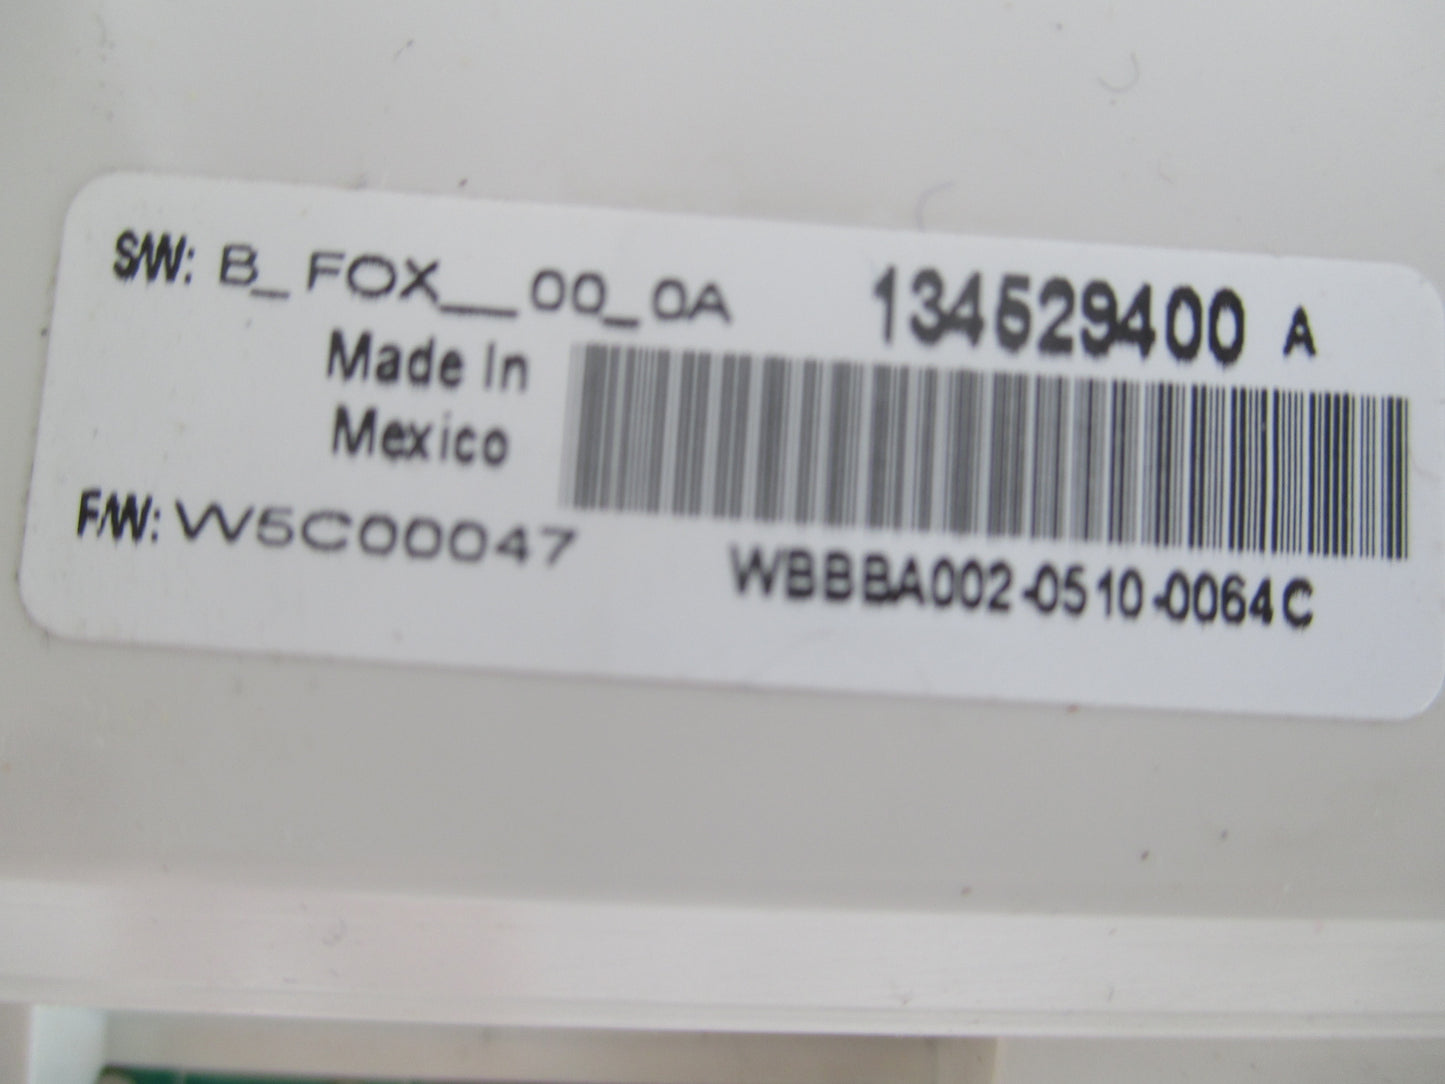 S/W: B_FOX__00_0A
134529400 A
Made In
Mexico
F/W: W5C00047
WBBBA002-0510-0064C